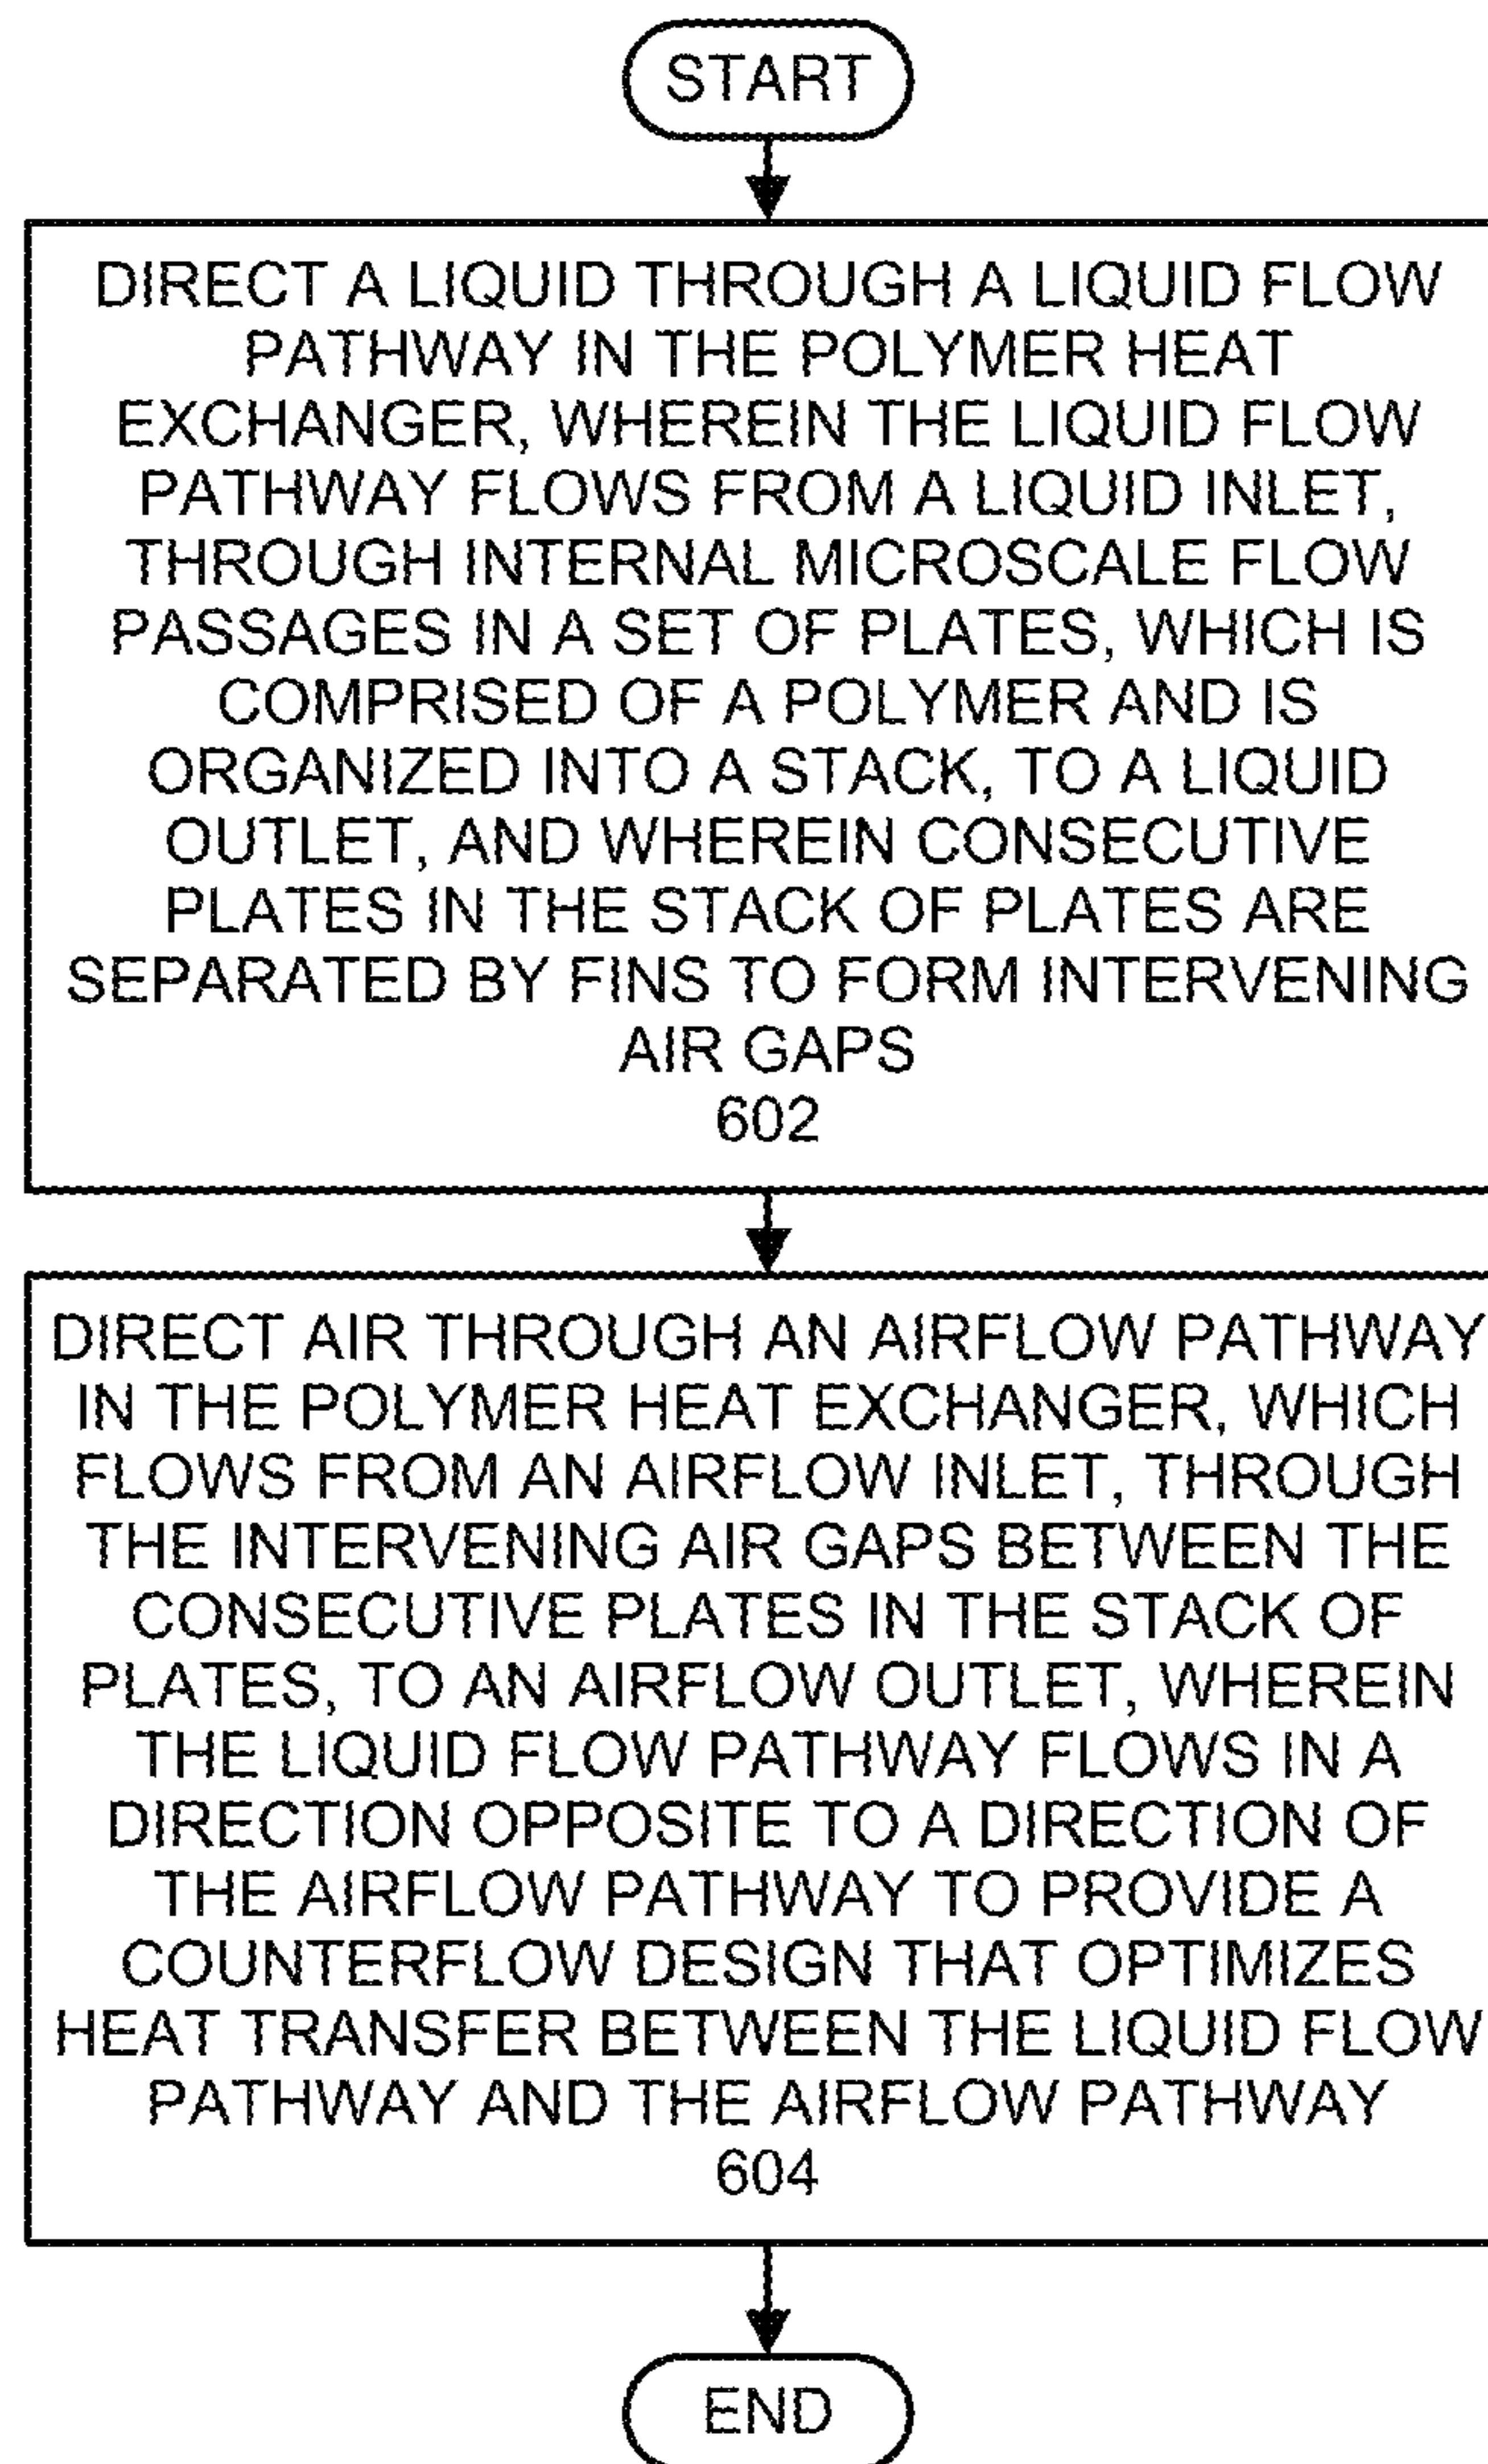 START
DIRECT A LIQUID THROUGH A LIQUID FLOW
PATHWAY IN THE POLYMER HEAT
EXCHANGER, WHEREIN THE LIQUID FLOW
PATHWAY FLOWS FROM A LIQUID INLET,
THROUGH INTERNAL MICROSCALE FLOW
PASSAGES IN A SET OF PLATES, WHICH IS
COMPRISED OF A POLYMER AND IS
ORGANIZED INTO A STACK, TO A LIQUID
OUTLET, AND WHEREIN CONSECUTIVE
PLATES IN THE STACK OF PLATES ARE
SEPARATED BY FINS TO FORM INTERVENING
AIR GAPS
602
DIRECT AIR THROUGH AN AIRFLOW PATHWAY
IN THE POLYMER HEAT EXCHANGER, WHICH
FLOWS FROM AN AIRFLOW INLET, THROUGH
THE INTERVENING AIR GAPS BETWEEN THE
CONSECUTIVE PLATES IN THE STACK OF
PLATES, TO AN AIRFLOW OUTLET, WHEREIN
THE LIQUID FLOW PATHWAY FLOWS IN A
DIRECTION OPPOSITE TO A DIRECTION OF
THE AIRFLOW PATHWAY TO PROVIDE A
COUNTERFLOW DESIGN THAT OPTIMIZES
HEAT TRANSFER BETWEEN THE LIQUID FLOW
PATHWAY AND THE AIRFLOW PATHWAY
604
END